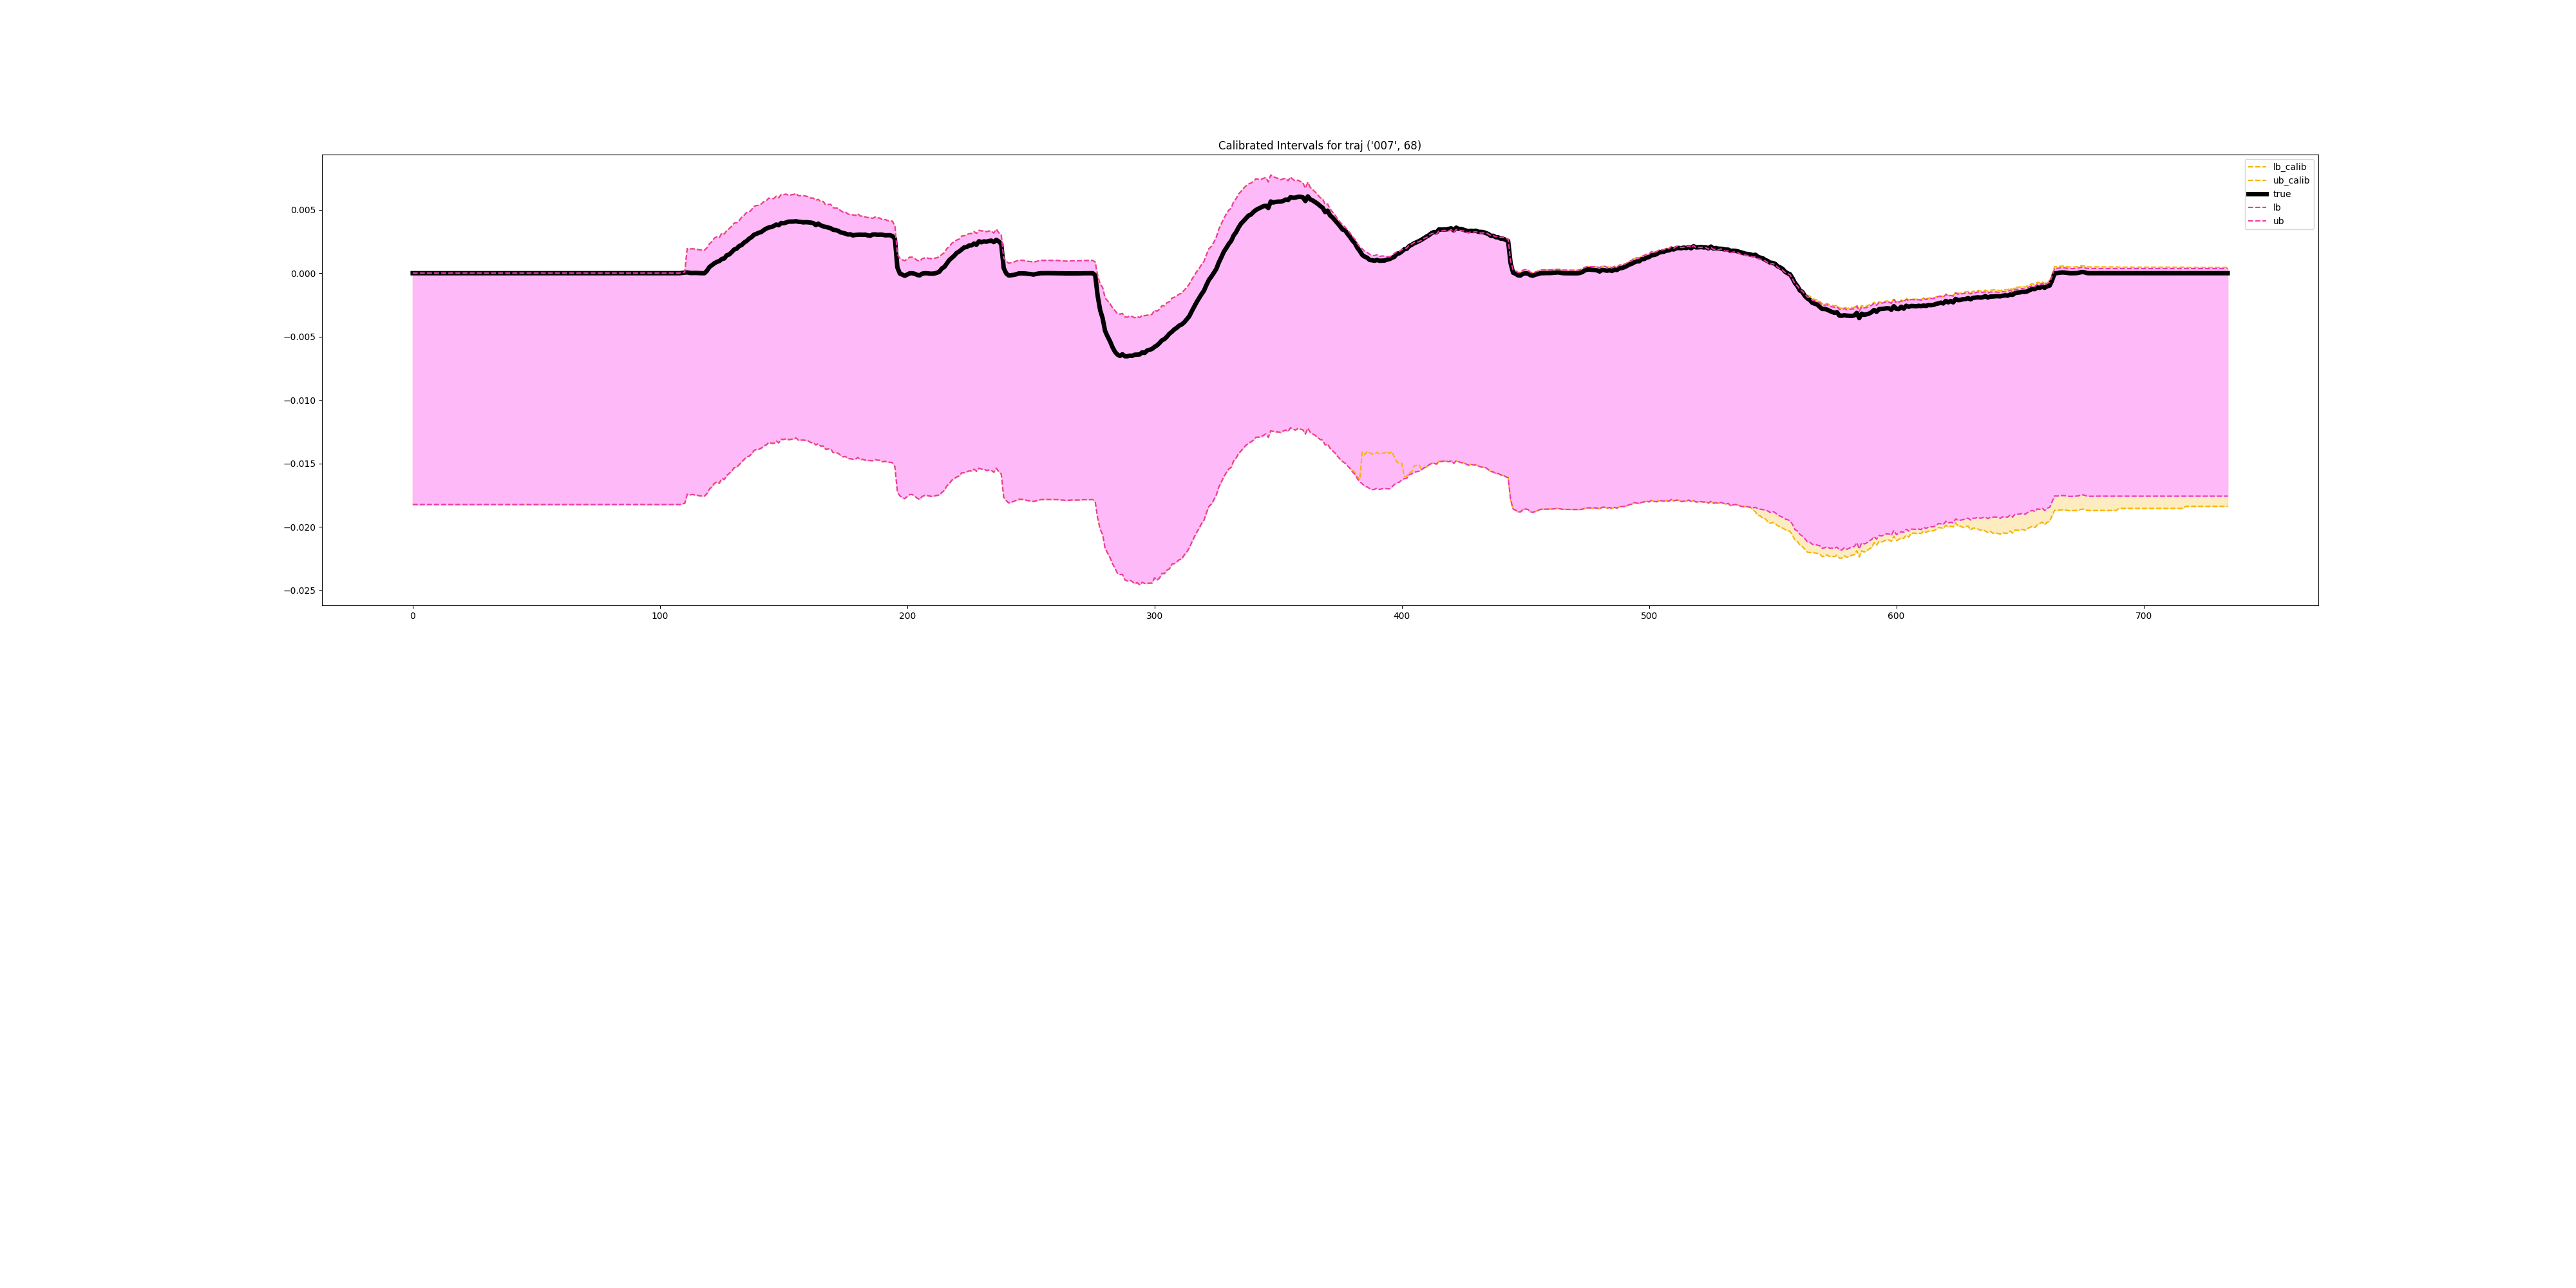 Calibrated Intervals for traj ('007', 68)
lb_calib
ub_calib
true
lb
ub
0.005
0.000
−0.005
−0.010
−0.015
−0.020
−0.025
0 100 200 300 400 500 600 700